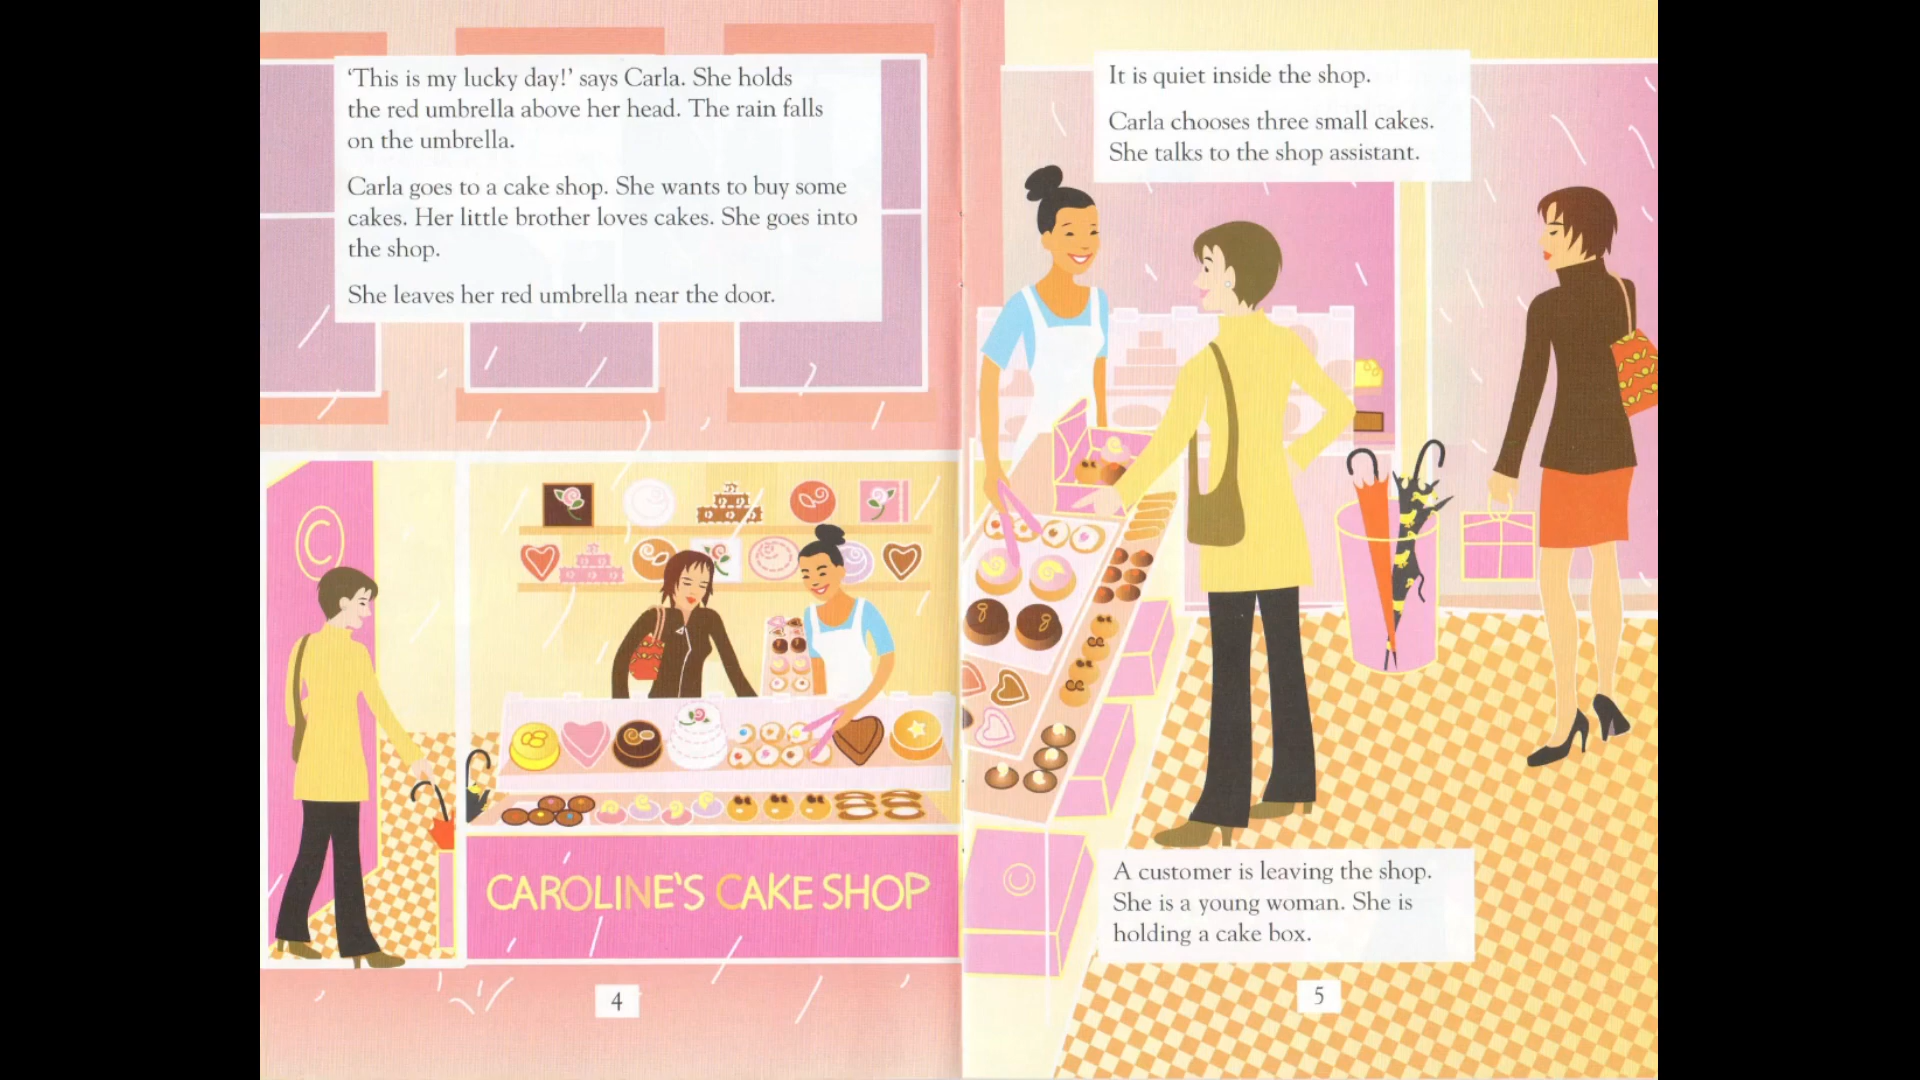 ‘This is my lucky day!’ says Carla. She holds
the red umbrella above her head. The rain falls
on the umbrella.
Carla goes to a cake shop. She wants to buy some
cakes. Her little brother loves cakes. She goes into
the shop.
She leaves her red umbrella near the door.
C
CAROLINE'S CAKE SHOP
4
It is quiet inside the shop.
Carla chooses three small cakes.
She talks to the shop assistant.
A customer is leaving the shop.
She is a young woman. She is
holding a cake box.
5